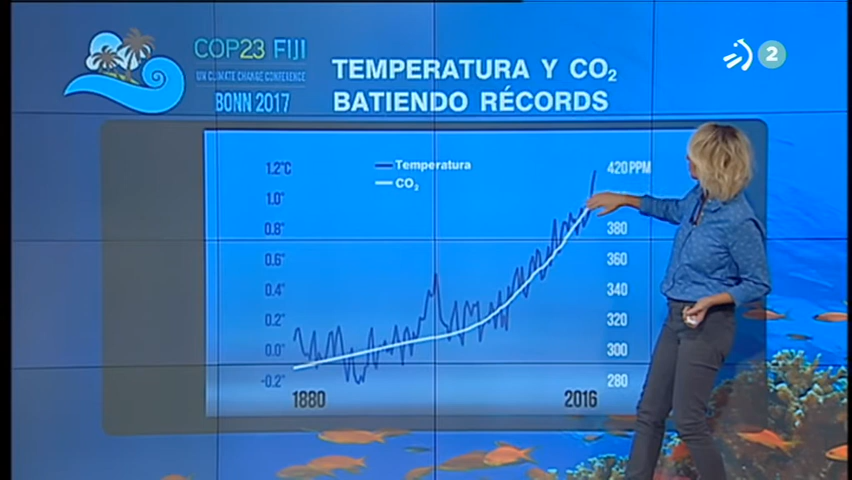 COP23 FIJI
UN CLIMATE CHANGE CONFERENCE
BONN 2017
TEMPERATURA Y CO₂
BATIENDO RÉCORDS
2
Temperatura
CO₂
1.2°C
1.0°
0.8°
0.6°
0.4°
0.2°
0.0°
-0.2°
420 PPM
380
360
340
320
300
280
1880
2016